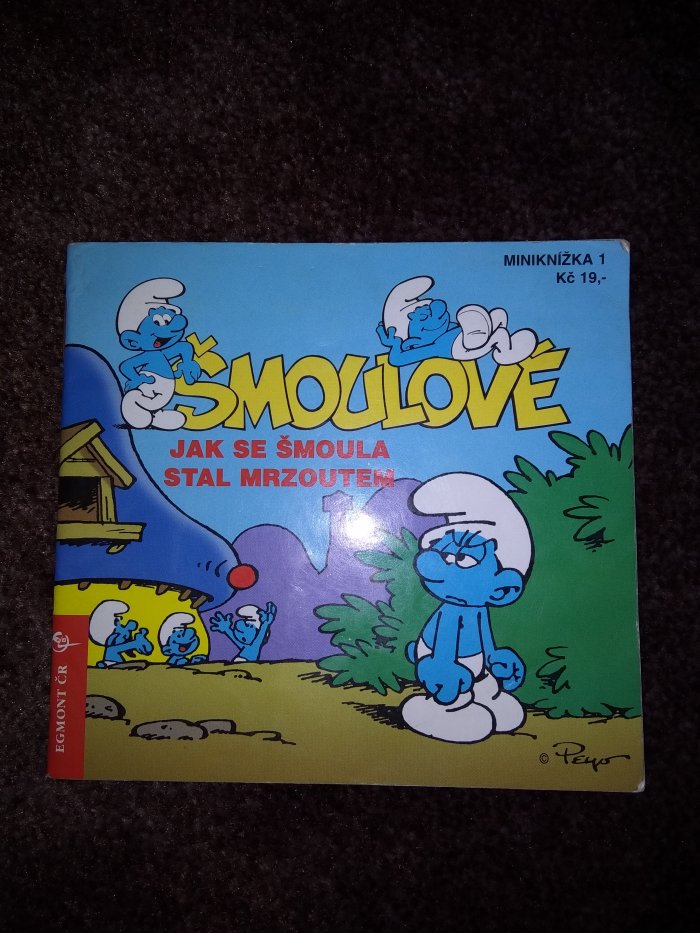 MINIKNÍŽKA 1
Kč 19,-
ŠMOULOVÉ
JAK SE ŠMOULA
STAL MRZOUTEM
EGMONT ČR
© Peyo